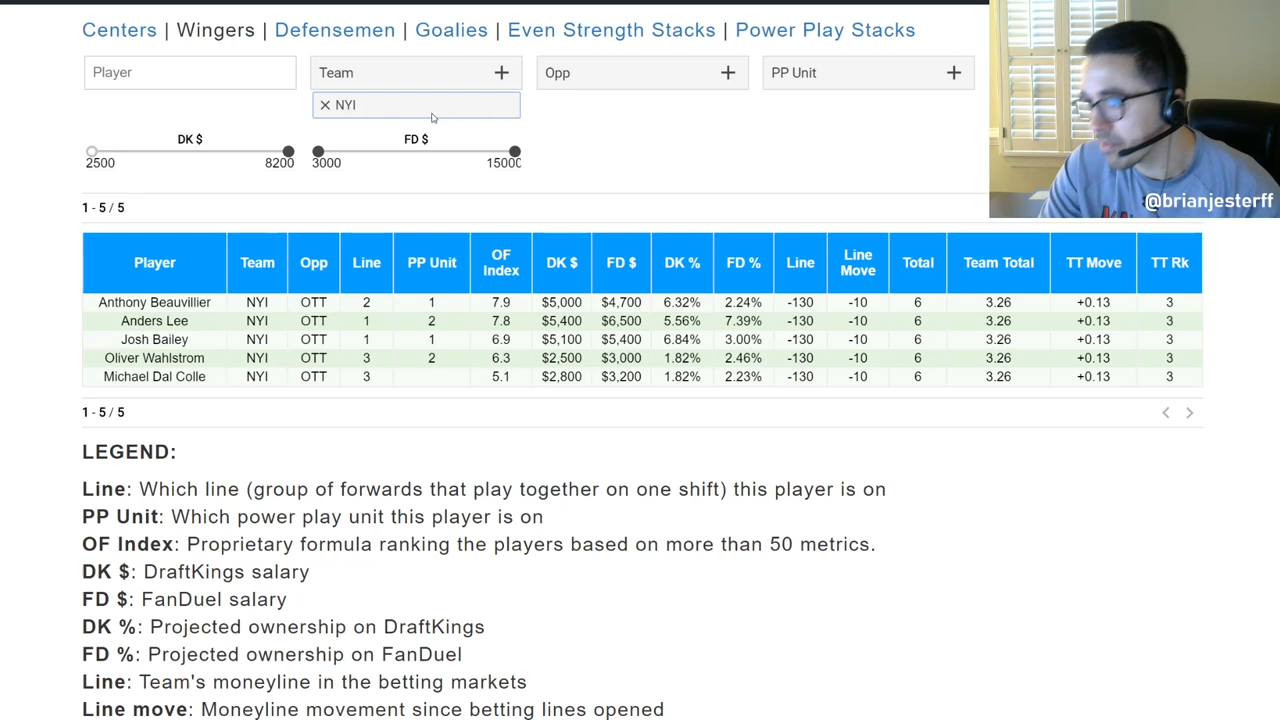 Centers | Wingers | Defensemen | Goalies | Even Strength Stacks | Power Play Stacks
Player Team + Opp + PP Unit +
× NYI
DK $ FD $
2500 8200 3000 15000
@brianjesterff
1 - 5 / 5
Player Team Opp Line PP Unit OF Index DK $ FD $ DK % FD % Line Line Move Total Team Total TT Move TT Rk
Anthony Beauvillier NYI OTT 2 1 7.9 $5,000 $4,700 6.32% 2.24% -130 -10 6 3.26 +0.13 3
Anders Lee NYI OTT 1 2 7.8 $5,400 $6,500 5.56% 7.39% -130 -10 6 3.26 +0.13 3
Josh Bailey NYI OTT 1 1 6.9 $5,100 $5,400 6.84% 3.00% -130 -10 6 3.26 +0.13 3
Oliver Wahlstrom NYI OTT 3 2 6.3 $2,500 $3,000 1.82% 2.46% -130 -10 6 3.26 +0.13 3
Michael Dal Colle NYI OTT 3 5.1 $2,800 $3,200 1.82% 2.23% -130 -10 6 3.26 +0.13 3
1 - 5 / 5 < >
LEGEND:
Line: Which line (group of forwards that play together on one shift) this player is on
PP Unit: Which power play unit this player is on
OF Index: Proprietary formula ranking the players based on more than 50 metrics.
DK $: DraftKings salary
FD $: FanDuel salary
DK %: Projected ownership on DraftKings
FD %: Projected ownership on FanDuel
Line: Team's moneyline in the betting markets
Line move: Moneyline movement since betting lines opened